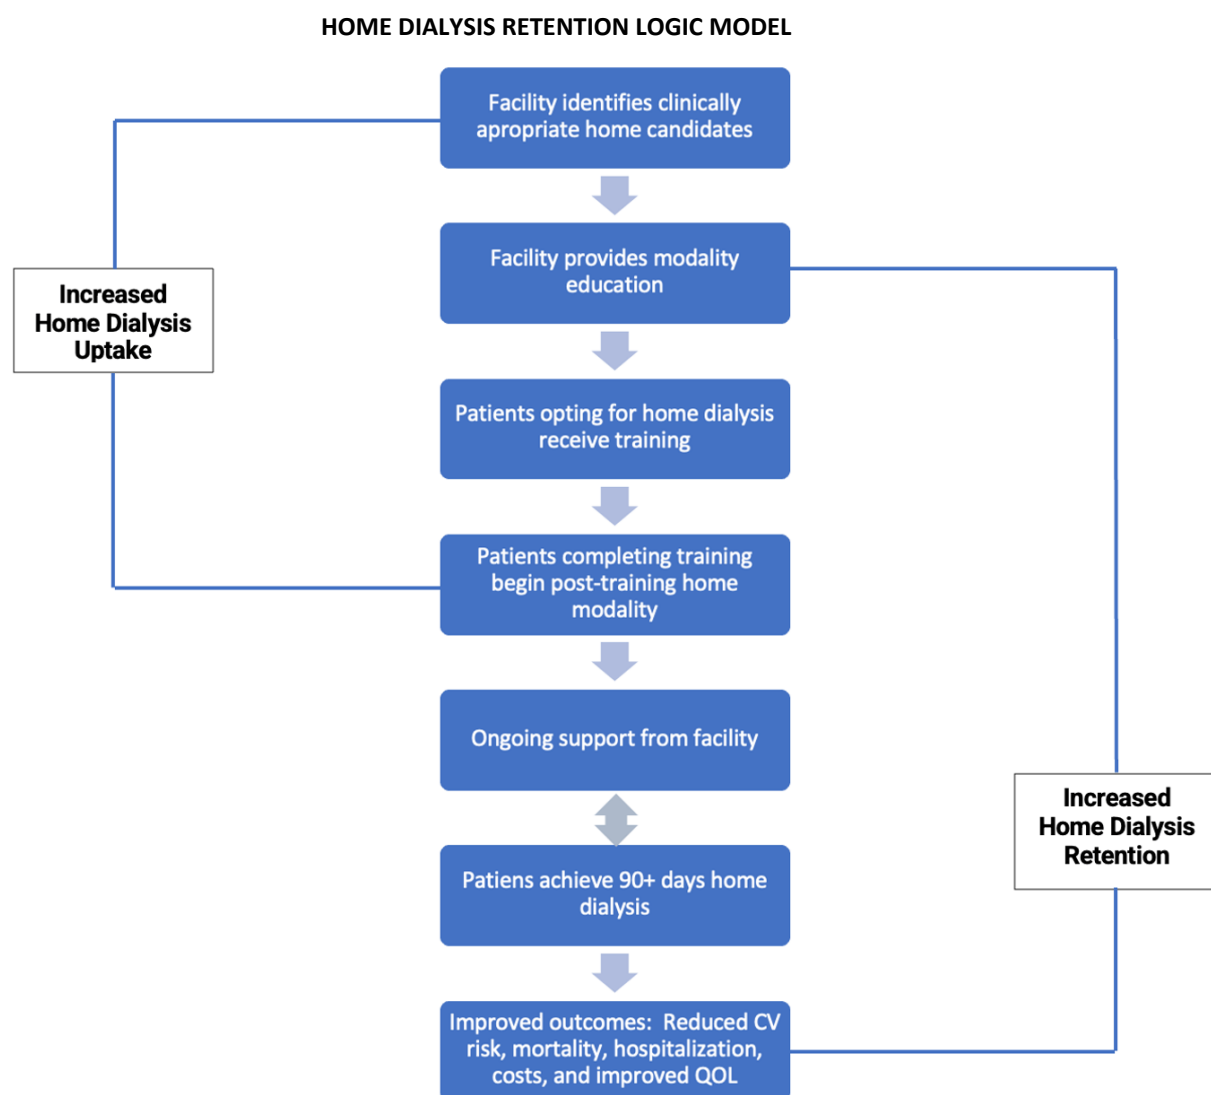 HOME DIALYSIS RETENTION LOGIC MODEL
Facility identifies clinically
apropriate home candidates
Facility provides modality
education
Increased
Home Dialysis
Uptake
Patients opting for home dialysis
receive training
Patients completing training
begin post-training home
modality
Ongoing support from facility
Increased
Home Dialysis
Retention
Patiens achieve 90+ days home
dialysis
Improved outcomes:  Reduced CV
risk, mortality, hospitalization,
costs, and improved QOL